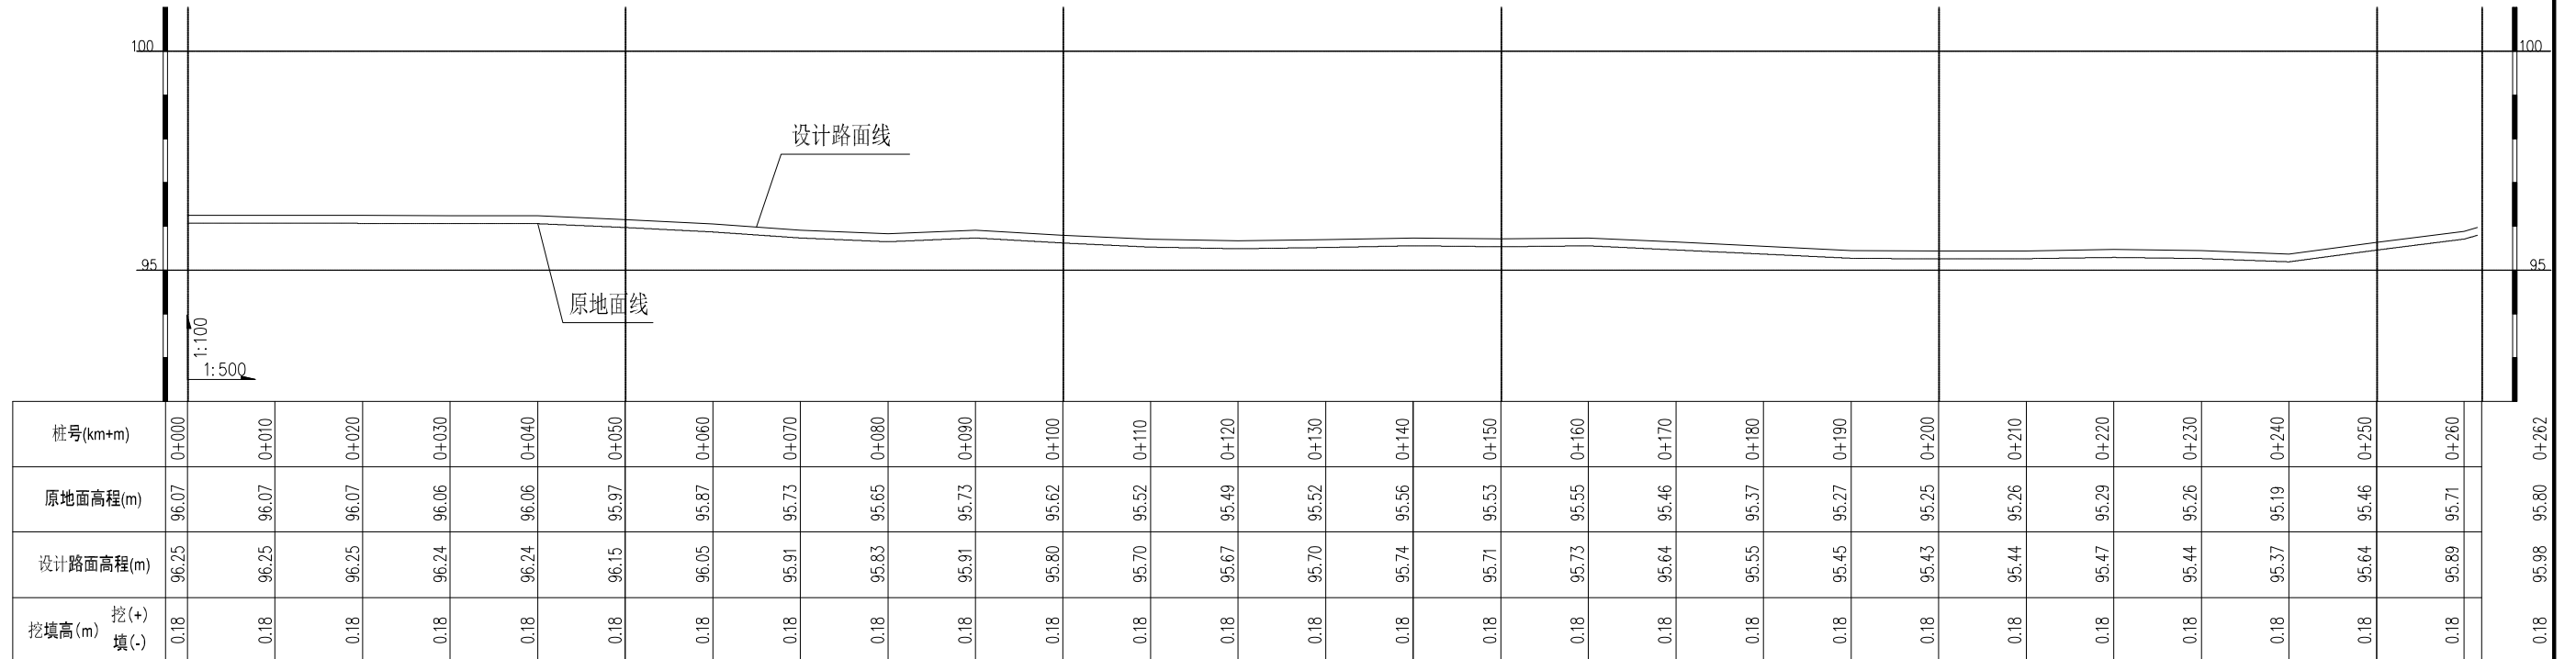 100
100
设计路面线
95
95
原地面线
1:100
1:500
桩号(km+m) 0+000 0+010 0+020 0+030 0+040 0+050 0+060 0+070 0+080 0+090 0+100 0+110 0+120 0+130 0+140 0+150 0+160 0+170 0+180 0+190 0+200 0+210 0+220 0+230 0+240 0+250 0+260 0+262
原地面高程(m) 96.07 96.07 96.07 96.06 96.06 95.97 95.87 95.73 95.65 95.73 95.62 95.52 95.49 95.52 95.56 95.53 95.55 95.46 95.37 95.27 95.25 95.26 95.29 95.26 95.19 95.46 95.71 95.80
设计路面高程(m) 96.25 96.25 96.25 96.24 96.24 96.15 96.05 95.91 95.83 95.91 95.80 95.70 95.67 95.70 95.74 95.71 95.73 95.64 95.55 95.45 95.43 95.44 95.47 95.44 95.37 95.64 95.89 95.98
挖填高(m) 挖(+) 填(-) 0.18 0.18 0.18 0.18 0.18 0.18 0.18 0.18 0.18 0.18 0.18 0.18 0.18 0.18 0.18 0.18 0.18 0.18 0.18 0.18 0.18 0.18 0.18 0.18 0.18 0.18 0.18 0.18